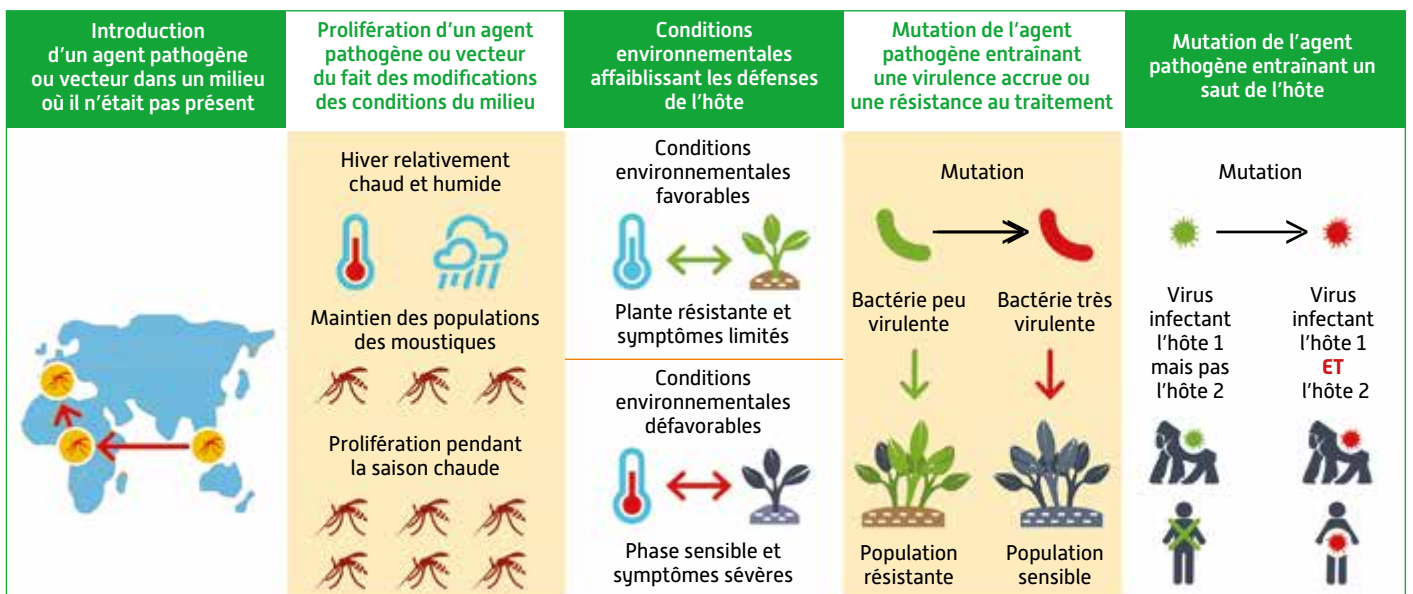 Introduction
d'un agent pathogène
ou vecteur dans un milieu
où il n'était pas présent
Prolifération d'un agent
pathogène ou vecteur
du fait des modifications
des conditions du milieu
Conditions
environnementales
affaiblissant les défenses
de l'hôte
Mutation de l'agent
pathogène entraînant
une virulence accrue ou
une résistance au traitement
Mutation de l'agent
pathogène entraînant un
saut de l'hôte
Hiver relativement
chaud et humide
Maintien des populations
des moustiques
Prolifération pendant
la saison chaude
Conditions
environnementales
favorables
Plante résistante et
symptômes limités
Conditions
environnementales
défavorables
Phase sensible et
symptômes sévères
Mutation
Bactérie peu
virulente
Bactérie très
virulente
Population
résistante
Population
sensible
Mutation
Virus
infectant
l'hôte 1
mais pas
l'hôte 2
Virus
infectant
l'hôte 1
ET
l'hôte 2